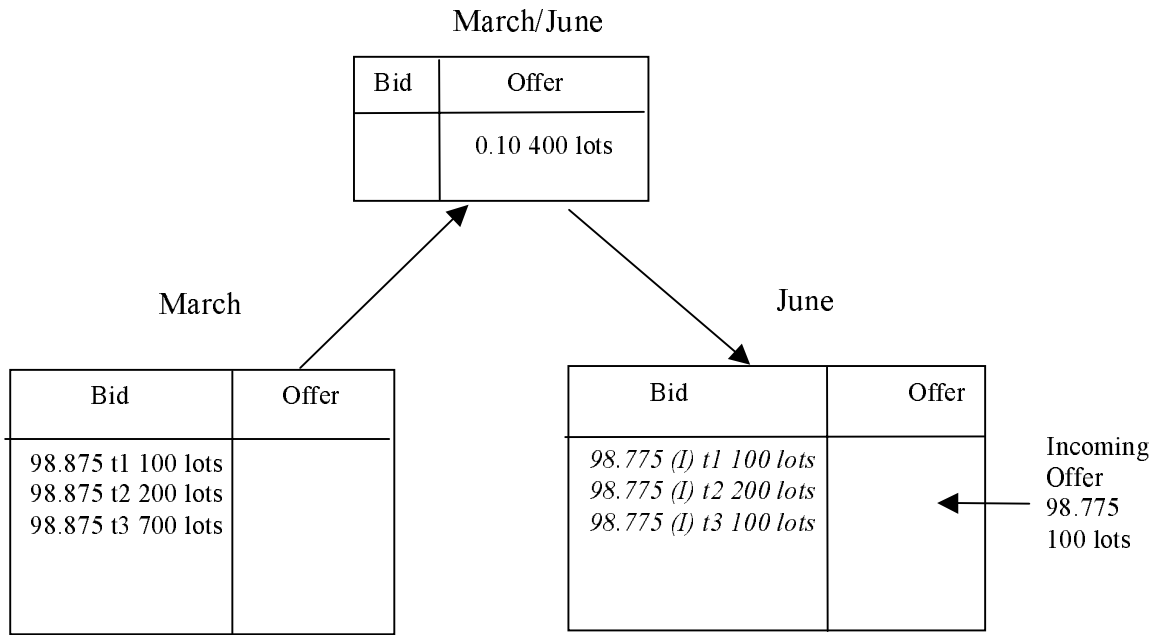 March/June
Bid Offer
0.10 400 lots
March
June
Bid Offer
98.875 t1 100 lots
98.875 t2 200 lots
98.875 t3 700 lots
Bid Offer
98.775 (I) t1 100 lots
98.775 (I) t2 200 lots
98.775 (I) t3 100 lots
Incoming
Offer
98.775
100 lots